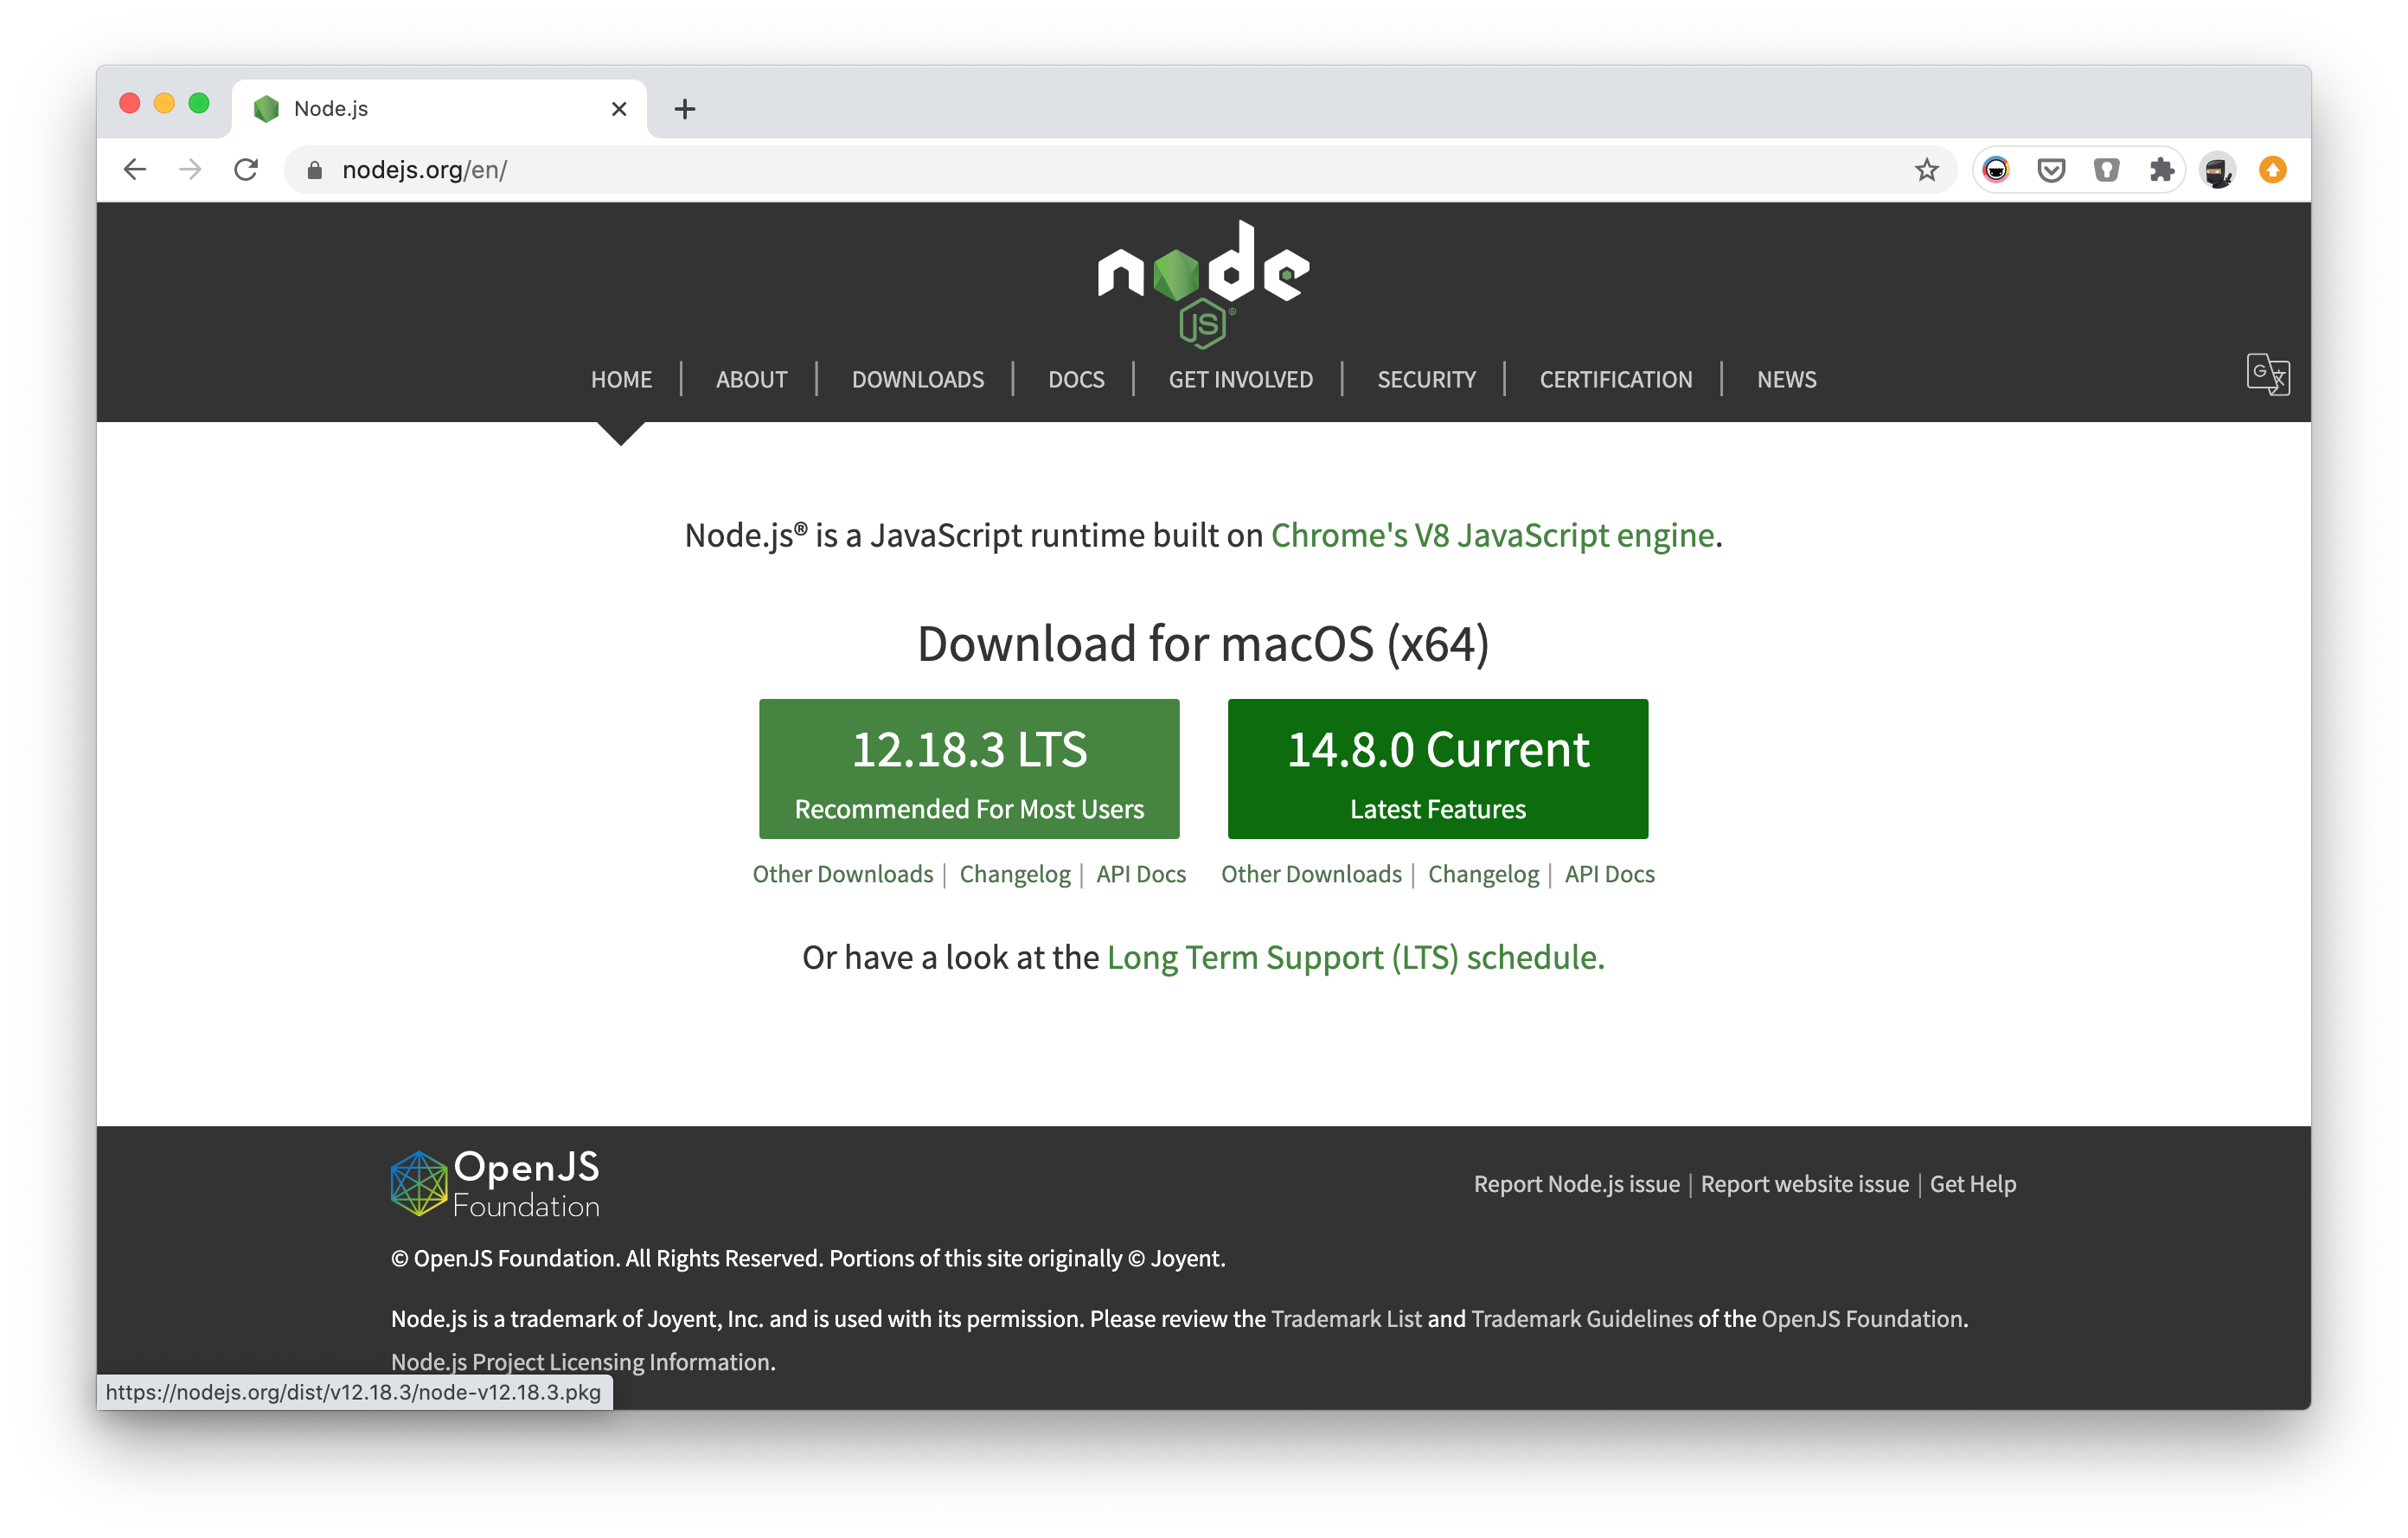 Node.js
nodejs.org/en/
node
JS®
HOME | ABOUT | DOWNLOADS | DOCS | GET INVOLVED | SECURITY | CERTIFICATION | NEWS
Node.js® is a JavaScript runtime built on Chrome's V8 JavaScript engine.
Download for macOS (x64)
12.18.3 LTS
Recommended For Most Users
14.8.0 Current
Latest Features
Other Downloads | Changelog | API Docs
Other Downloads | Changelog | API Docs
Or have a look at the Long Term Support (LTS) schedule.
OpenJS
Foundation
Report Node.js issue | Report website issue | Get Help
© OpenJS Foundation. All Rights Reserved. Portions of this site originally © Joyent.
Node.js is a trademark of Joyent, Inc. and is used with its permission. Please review the Trademark List and Trademark Guidelines of the OpenJS Foundation.
Node.js Project Licensing Information.
https://nodejs.org/dist/v12.18.3/node-v12.18.3.pkg